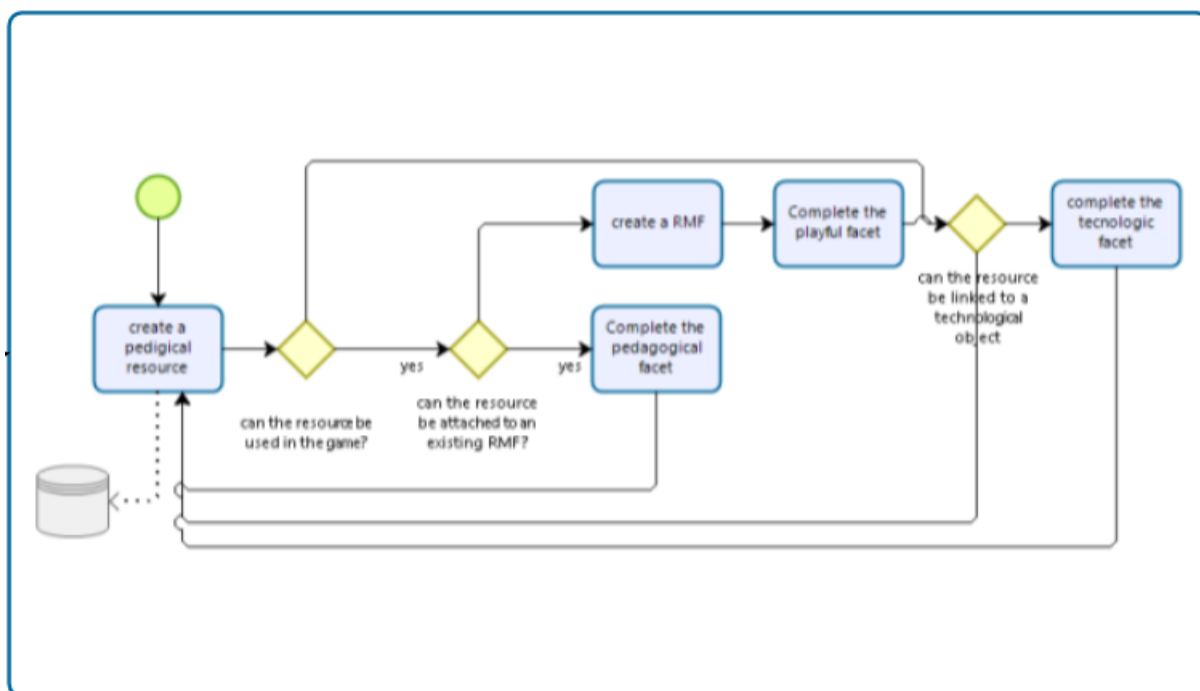 create a RMF
Complete the
playful facet
complete the
tecnologic
facet
can the resource
be linked to a
technological
object
create a
pedigical
resource
yes
yes
Complete the
pedagogical
facet
can the resource be
used in the game?
can the resource
be attached to an
existing RMF?